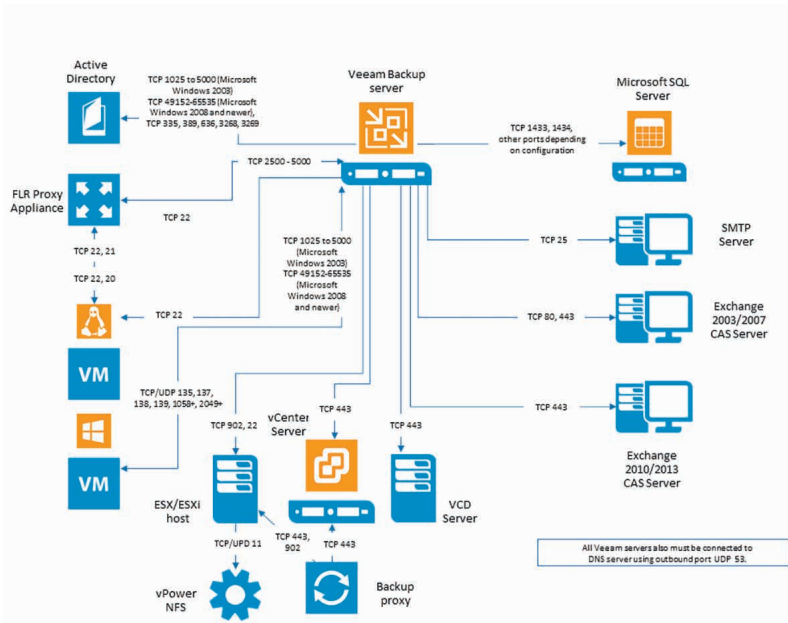 Active
Directory
TCP 1025 to 5000 (Microsoft
Windows 2003)
TCP 49152-65535 (Microsoft
Windows 2008 and newer),
TCP 335, 389, 636, 3268, 3269
Veeam Backup
server
Microsoft SQL
Server
TCP 1433, 1434,
other ports depending
on configuration
TCP 2500 - 5000
FLR Proxy
Appliance
TCP 22
TCP 22, 21
TCP 22, 20
TCP 1025 to 5000
(Microsoft
Windows 2003)
TCP 49152-65535
(Microsoft
Windows 2008
and newer)
TCP 25
SMTP
Server
TCP 22
TCP 80, 443
Exchange
2003/2007
CAS Server
VM
TCP/UDP 135, 137,
138, 139, 1058+, 2049+
TCP 443
vCenter
Server
TCP 443
Exchange
2010/2013
CAS Server
TCP 902, 22
TCP 443
VM
ESX/ESXi
host
VCD
Server
TCP/UPD 11
TCP 443,
902
TCP 443
vPower
NFS
Backup
proxy
All Veeam servers also must be connected to
DNS server using outbound port UDP 53.